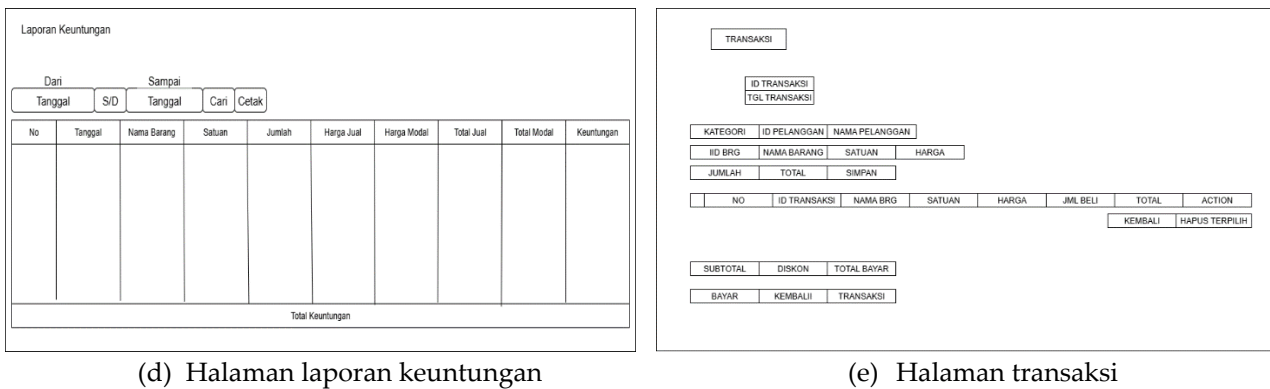 Laporan Keuntungan
Dari Sampai
Tanggal S/D Tanggal Cari Cetak
No Tanggal Nama Barang Satuan Jumlah Harga Jual Harga Modal Total Jual Total Modal Keuntungan
Total Keuntungan
(d) Halaman laporan keuntungan
TRANSAKSI
ID TRANSAKSI
TGL TRANSAKSI
KATEGORI ID PELANGGAN NAMA PELANGGAN
IID BRG NAMA BARANG SATUAN HARGA
JUMLAH TOTAL SIMPAN
NO ID TRANSAKSI NAMA BRG SATUAN HARGA JML BELI TOTAL ACTION
KEMBALI HAPUS TERPILIH
SUBTOTAL DISKON TOTAL BAYAR
BAYAR KEMBALII TRANSAKSI
(e) Halaman transaksi